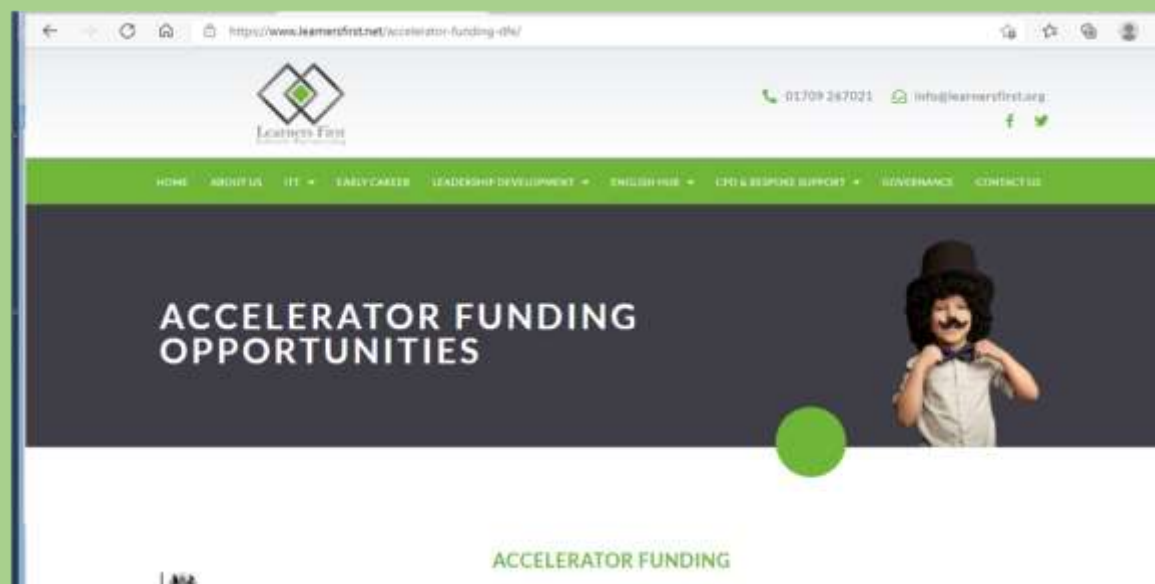 https://www.learnersfirst.net/accelerator-funding-dfe/
Learners First
01709 267021
info@learnersfirst.org
HOME ABOUT US ITT EARLY CAREER LEADERSHIP DEVELOPMENT ENGLISH HUB CPD & BESPOKE SUPPORT GOVERNANCE CONTACT US
ACCELERATOR FUNDING
OPPORTUNITIES
ACCELERATOR FUNDING